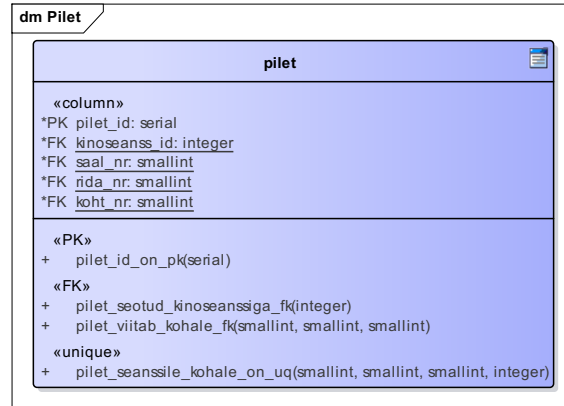 dm Pilet
pilet
«column»
*PK pilet_id: serial
*FK kinoseanss_id: integer
*FK saal_nr: smallint
*FK rida_nr: smallint
*FK koht_nr: smallint
«PK»
+ pilet_id_on_pk(serial)
«FK»
+ pilet_seotud_kinoseanssiga_fk(integer)
+ pilet_viitab_kohale_fk(smallint, smallint, smallint)
«unique»
+ pilet_seanssile_kohale_on_uq(smallint, smallint, smallint, integer)